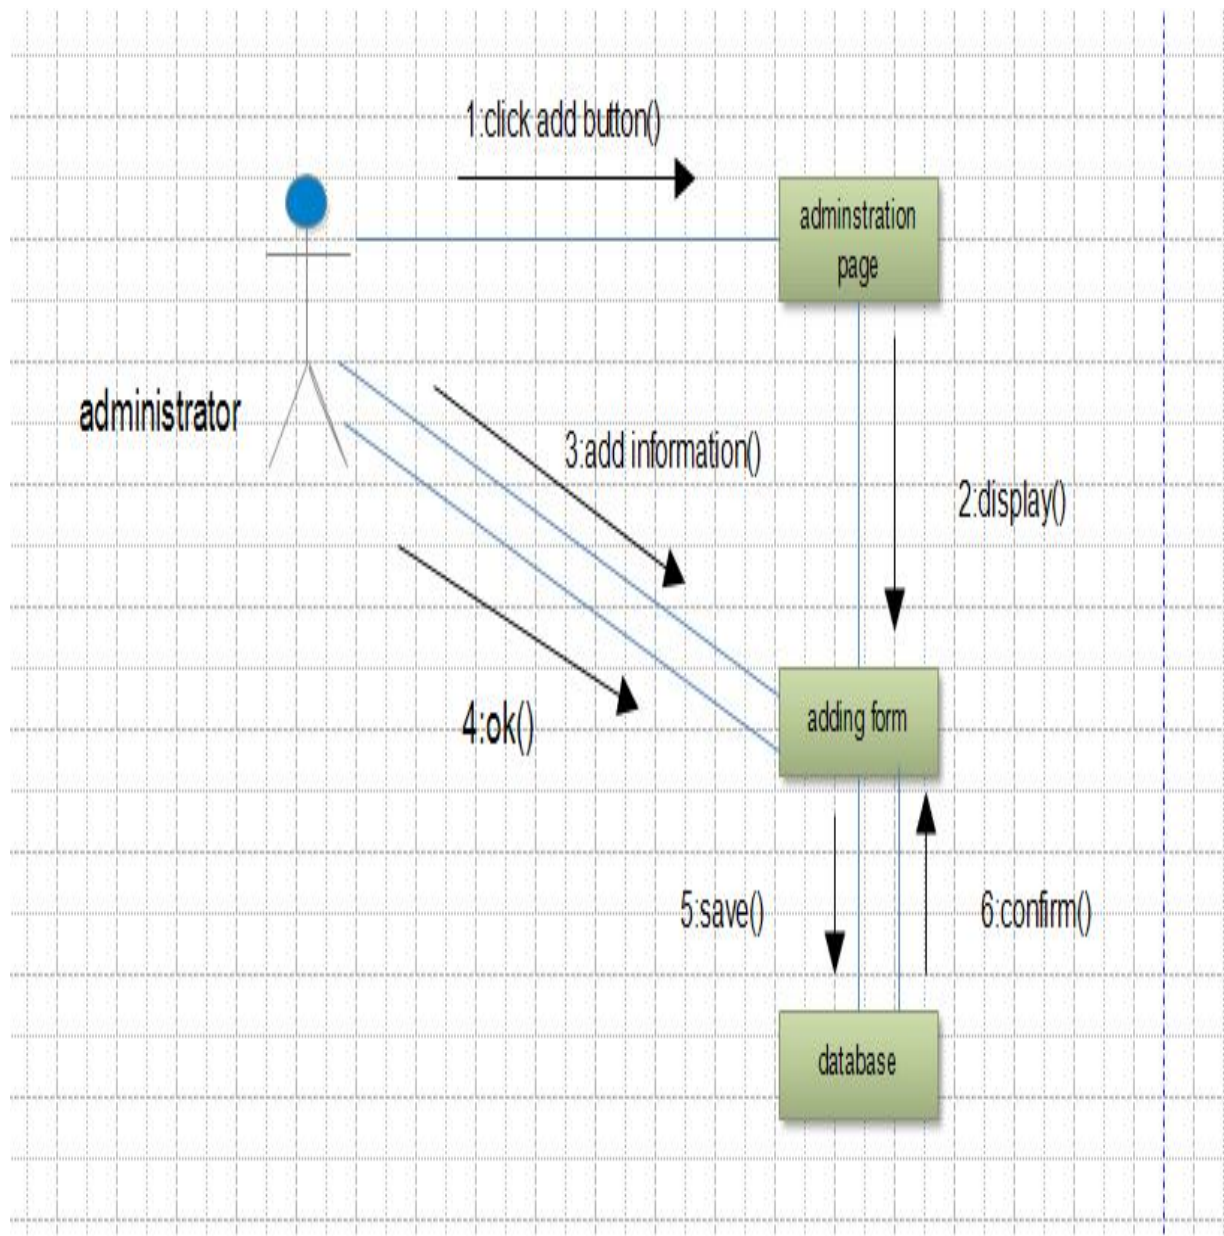 1:click add button()
adminstration
page
administrator
3:add information()
2:display()
4:ok()
adding form
5:save()
6:confirm()
database